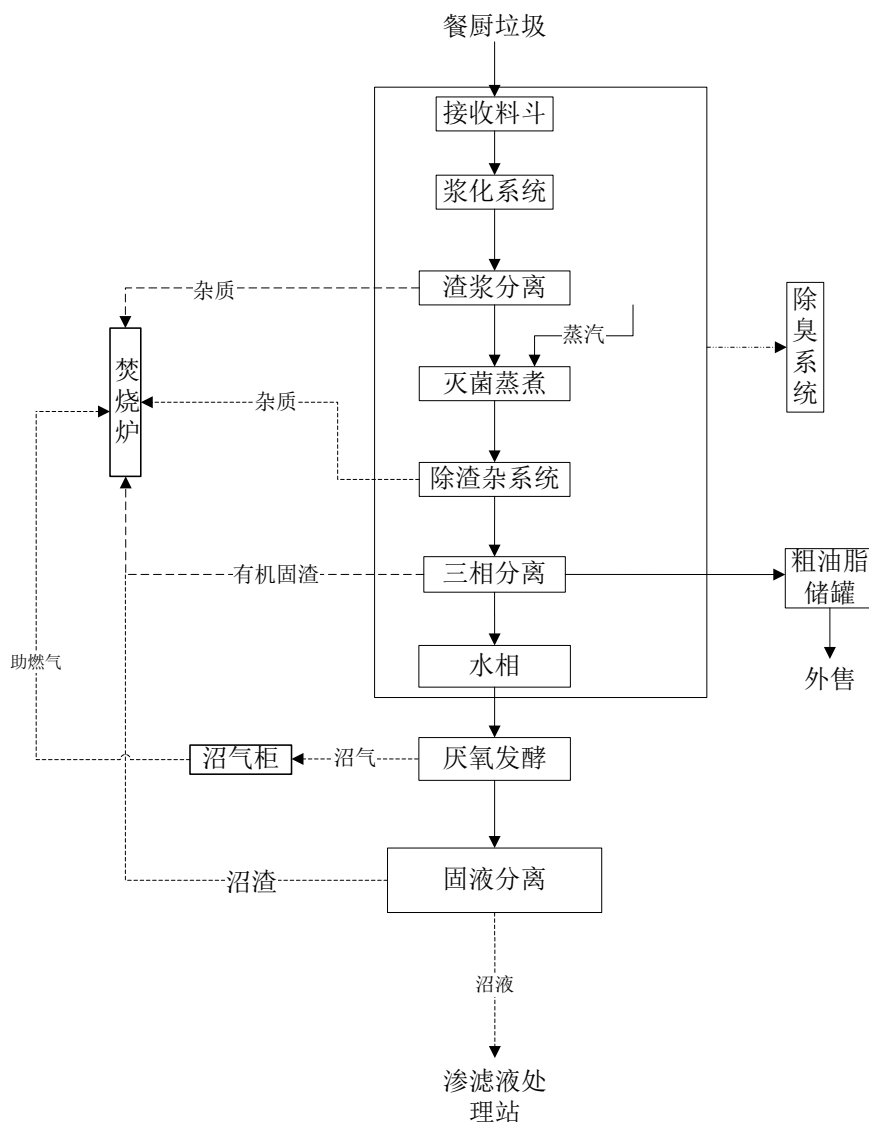 餐厨垃圾
接收料斗
浆化系统
渣浆分离
杂质
除臭系统
蒸汽
焚烧炉
灭菌蒸煮
杂质
除渣杂系统
有机固渣
三相分离
粗油脂
储罐
助燃气
水相
外售
沼气柜
沼气
厌氧发酵
沼渣
固液分离
沼液
渗滤液处
理站